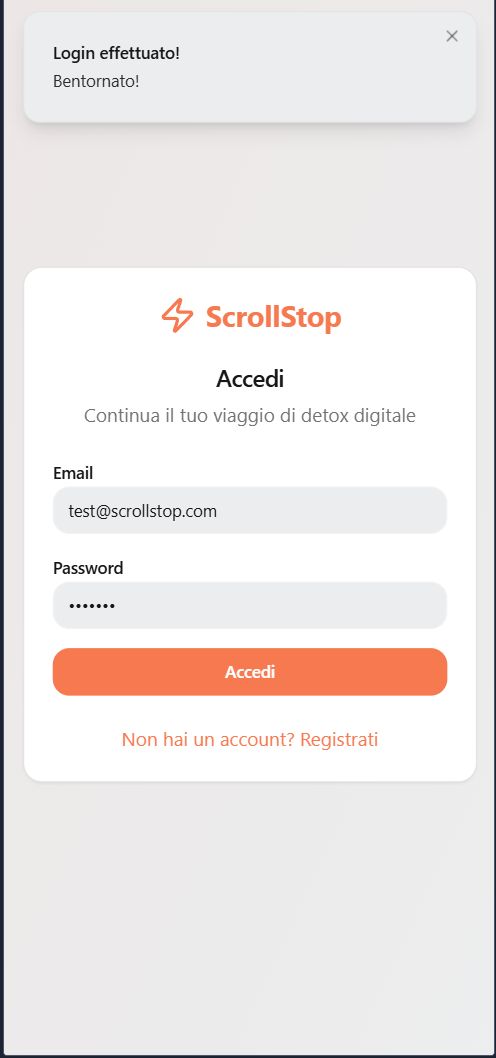 Login effettuato!
Bentornato!
ScrollStop
Accedi
Continua il tuo viaggio di detox digitale
Email
test@scrollstop.com
Password
•••••••
Accedi
Non hai un account? Registrati